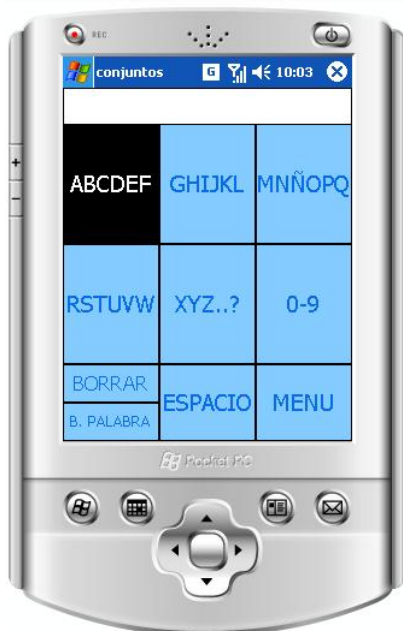 REC
conjuntos G 10:03
ABCDEF GHIJKL MNÑOPQ
RSTUVW XYZ..? 0-9
BORRAR
B. PALABRA
ESPACIO MENU
Pocket PC